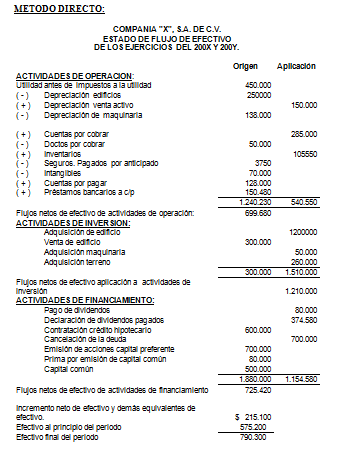 METODO DIRECTO:
COMPANIA "X", S.A. DE C.V.
ESTADO DE FLUJO DE EFECTIVO
DE LOS EJERCICIOS DEL 200X Y 200Y.
Origen Aplicación
ACTIVIDADES DE OPERACION:
Utilidad antes de Impuestos a la utilidad 450.000
( - ) Depreciación edificios 250000
( + ) Depreciación venta activo 150.000
( - ) Depreciación de maquinaria 138.000
( + ) Cuentas por cobrar 285.000
( - ) Doctos por cobrar 50.000
( + ) Inventarios 105550
( - ) Seguros. Pagados por anticipado 3750
( - ) Intangibles 70.000
( + ) Cuentas por pagar 128.000
( + ) Préstamos bancarios a c/p 150.480
1.240.230 540.550
Flujos netos de efectivo de actividades de operación: 699.680
ACTIVIDADES DE INVERSION:
Adquisición de edificio 1200000
Venta de edificio 300.000
Adquisición maquinaria 50.000
Adquisición terreno 260.000
300.000 1.510.000
Flujos netos de efectivo aplicación a actividades de
Inversión 1.210.000
ACTIVIDADES DE FINANCIAMIENTO:
Pago de dividendos 80.000
Declaración de dividendos pagados 374.580
Contratación crédito hipotecario 600.000
Cancelación de la deuda 700.000
Emisión de acciones capital preferente 700.000
Prima por emisión de capital común 80.000
Capital común 500.000
1.880.000 1.154.580
Flujos netos de efectivo de actividades de financiamiento 725.420
Incremento neto de efectivo y demás equivalentes de
efectivo. $ 215.100
Efectivo al principio del periodo 575.200
Efectivo final del periodo 790.300